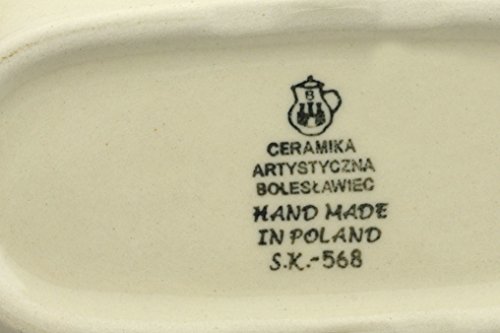 B
CERAMIKA
ARTYSTYCZNA
BOLESŁAWIEC
HAND MADE
IN POLAND
S.K.-568